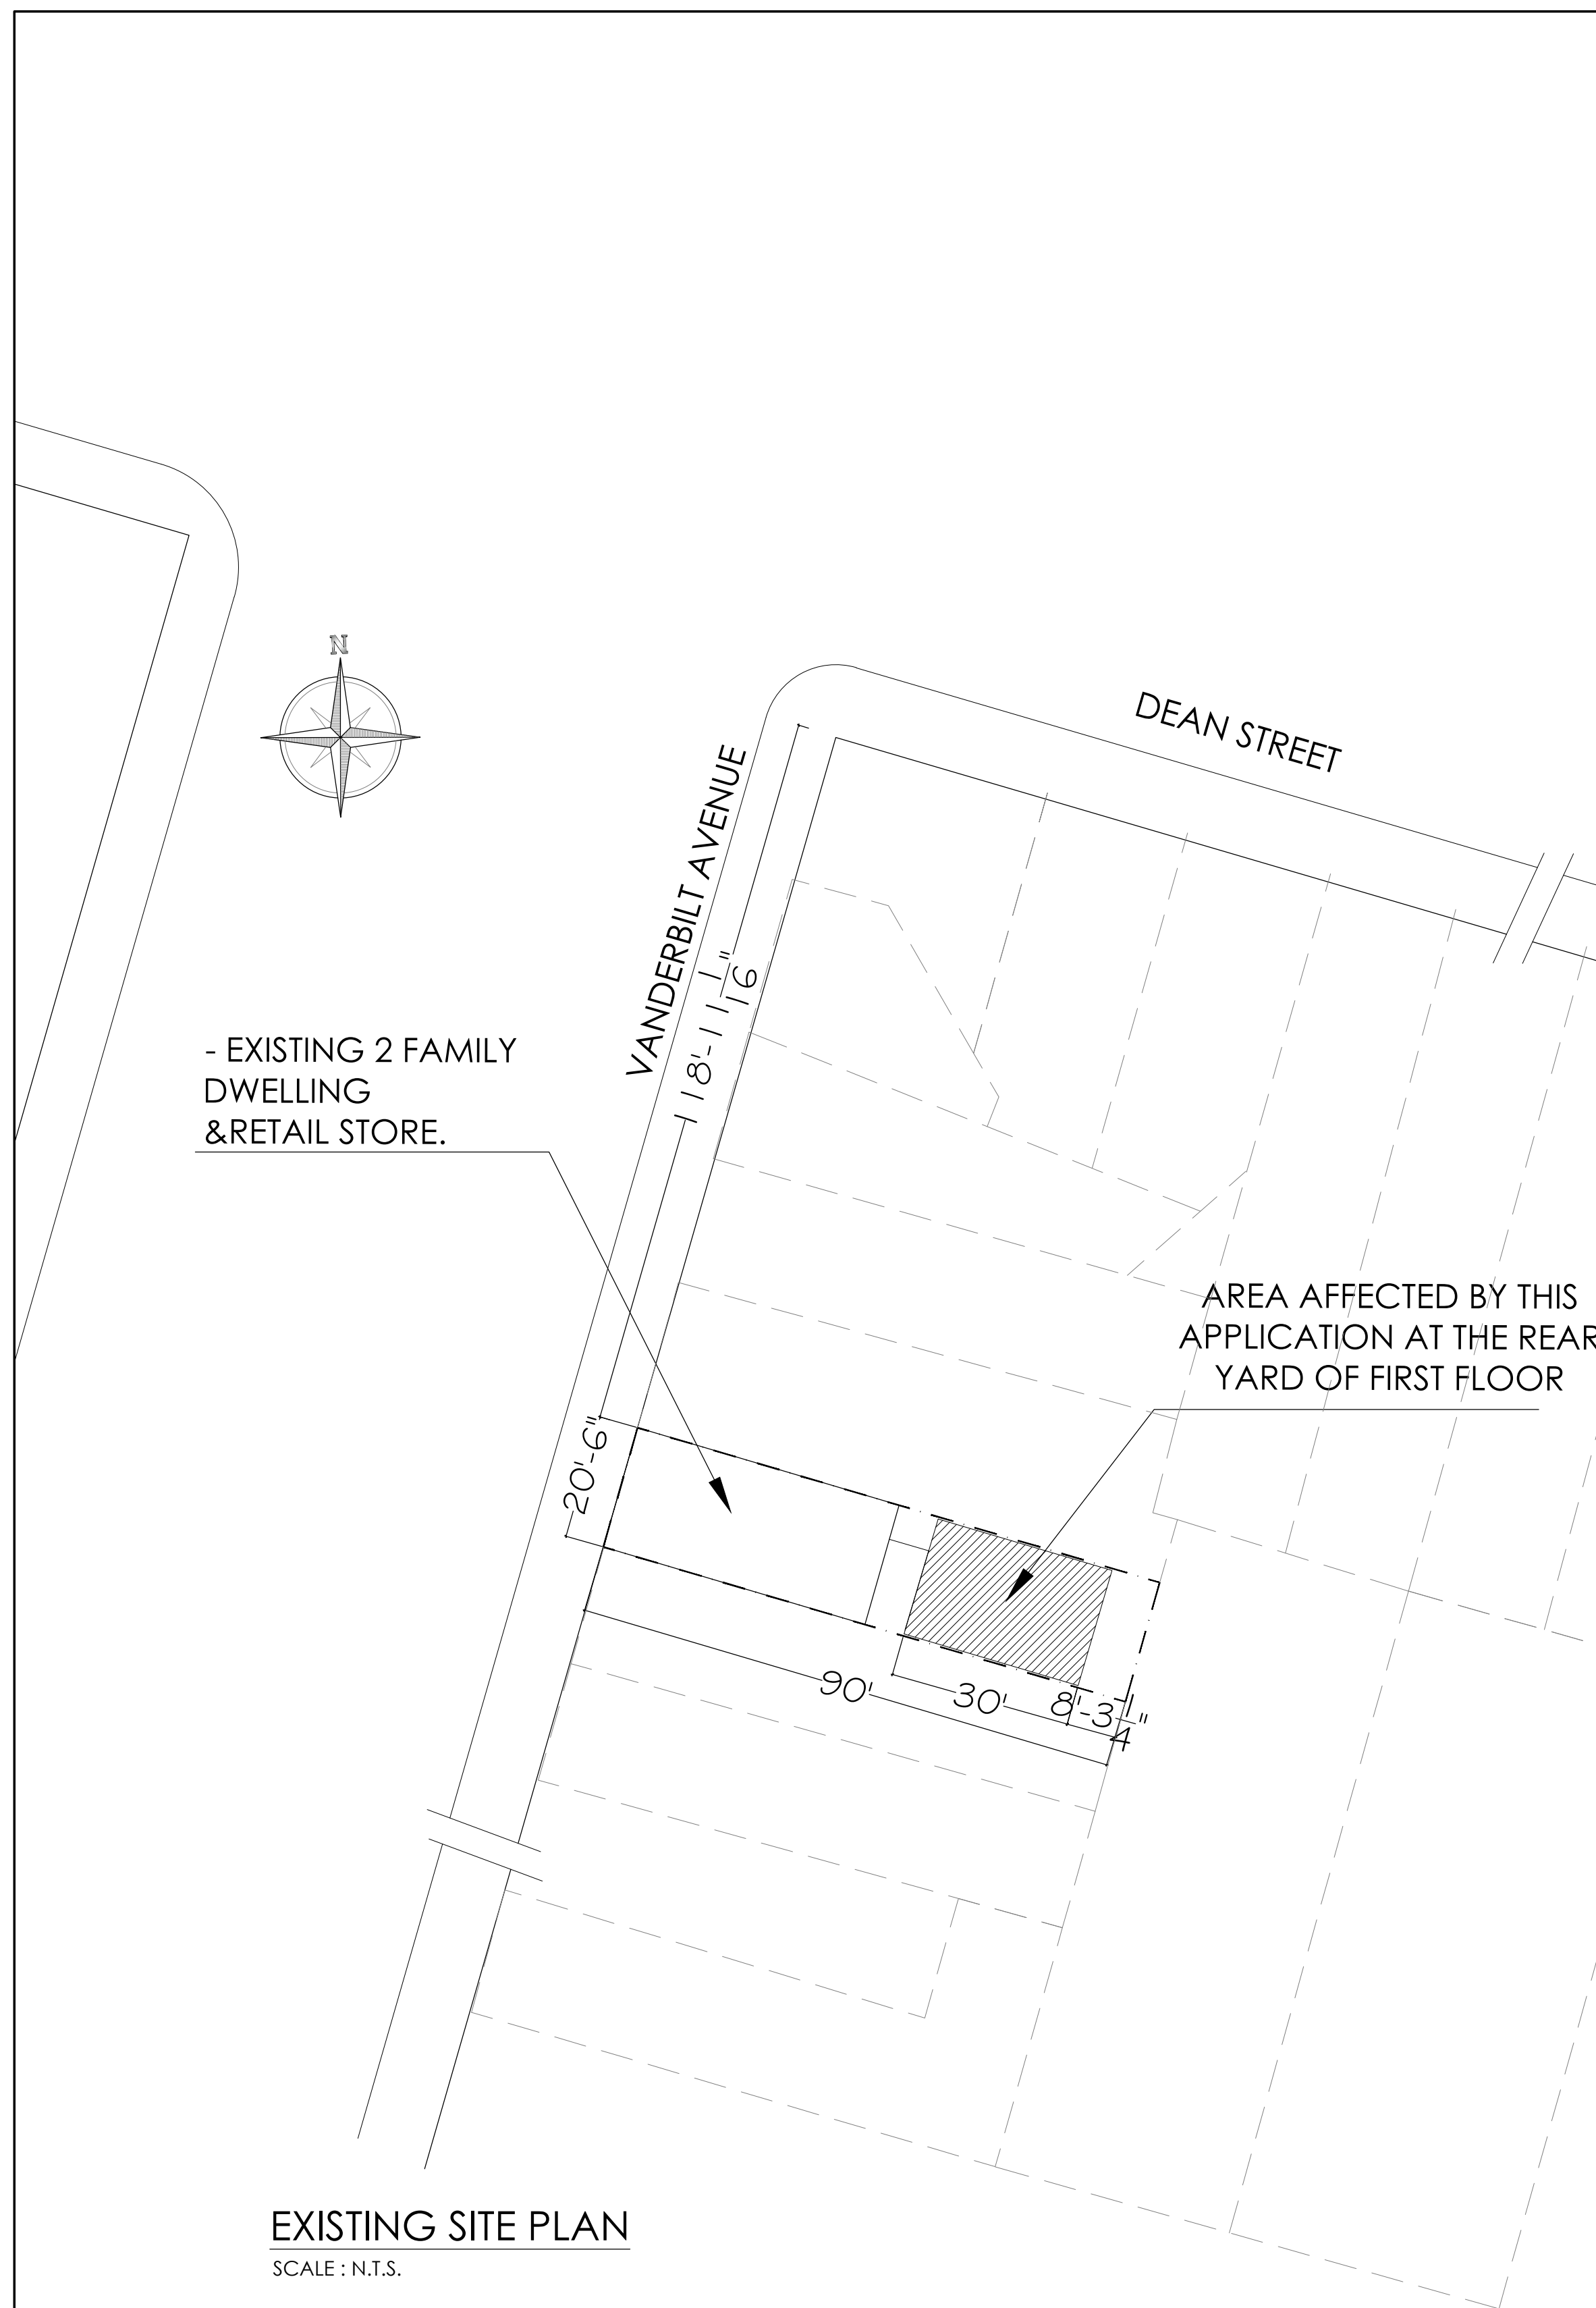 N
DEAN STREET
VANDERBILT AVENUE
118'-11 1/16"
- EXISTING 2 FAMILY
DWELLING
&RETAIL STORE.
AREA AFFECTED BY THIS
APPLICATION AT THE REAR
YARD OF FIRST FLOOR
20'-6"
90'
30'
8'-3 1/4"
EXISTING SITE PLAN
SCALE : N.T.S.